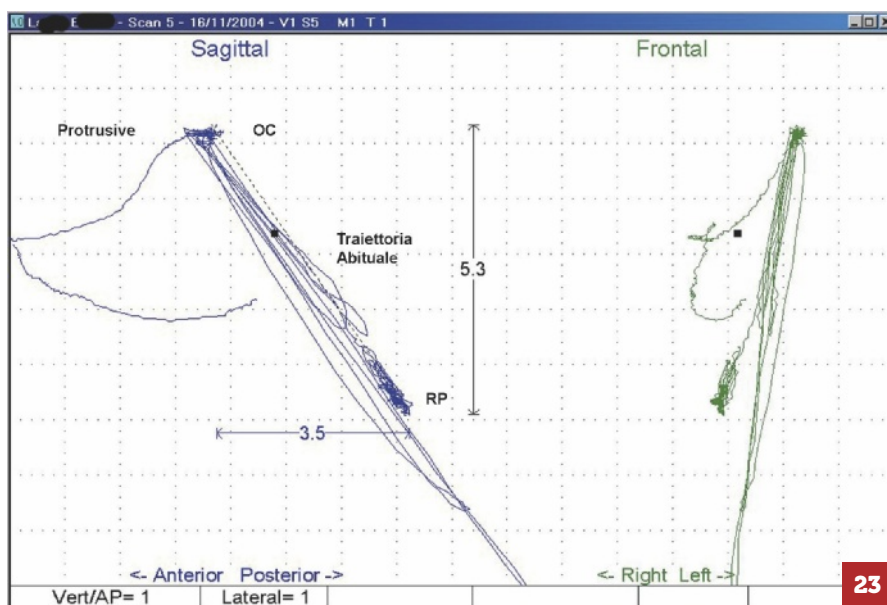 - Scan 5 - 16/11/2004 - V1 S5 M1 T 1
Sagittal
Frontal
Protrusive
OC
Traiettoria
Abituale
5.3
RP
3.5
<- Anterior Posterior ->
<- Right Left ->
Vert/AP= 1
Lateral= 1
23